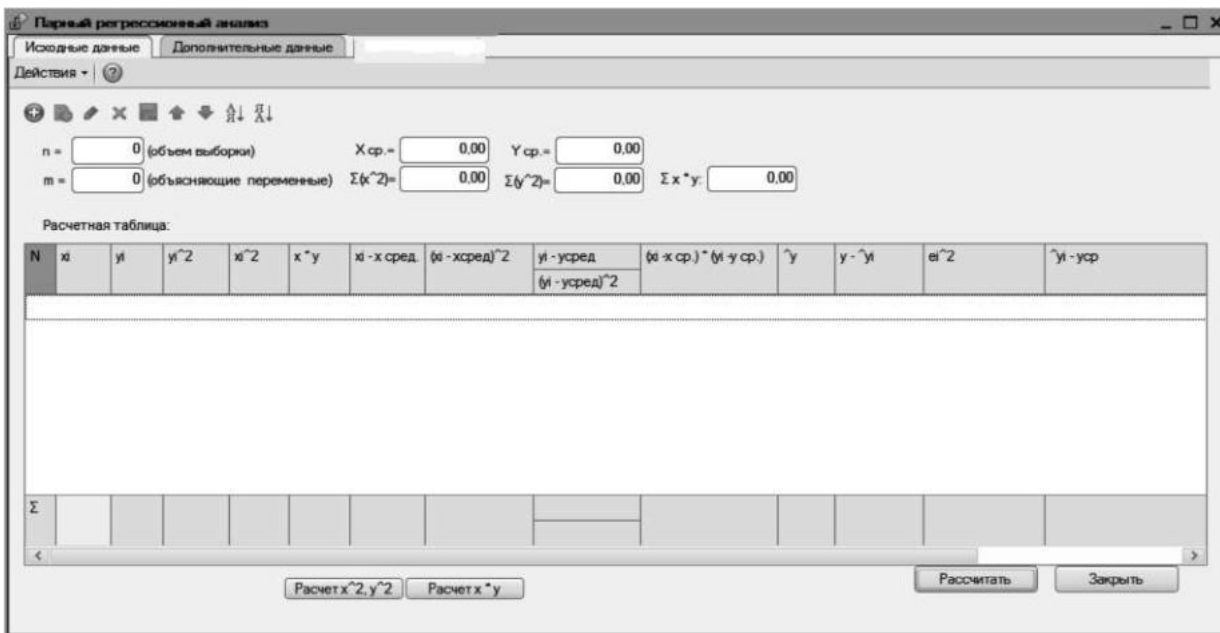 Парный регрессионный анализ
Исходные данные Дополнительные данные
Действия
n = 0 (объем выборки) X ср.= 0,00 Y ср.= 0,00
m = 0 (объясняющие переменные) Σ(x^2)= 0,00 Σ(y^2)= 0,00 Σ x * y: 0,00
Расчетная таблица:
N xi yi yi^2 xi^2 x * y xi - x сред. (xi - xсред)^2 yi - yсред (xi -x ср.) * (yi -y ср.) ^y y - ^yi ei^2 ^yi - yср
(yi - yсред)^2
Σ
Рассчитать Закрыть
Расчет x^2, y^2 Расчет x * y